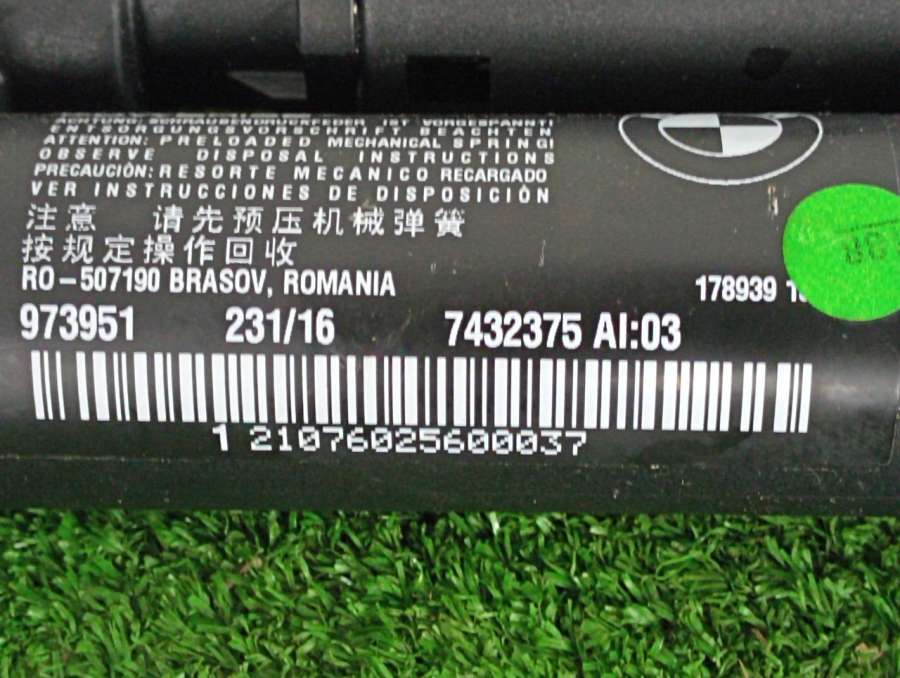 ACHTUNG: SCHRAUBENDRUCKFEDER IST VORGESPANNT!
ENTSORGUNGSVORSCHRIFT BEACHTEN
ATTENTION: PRELOADED MECHANICAL SPRING!
OBSERVE DISPOSAL INSTRUCTIONS
PRECAUCIÓN: RESORTE MECANICO RECARGADO
VER INSTRUCCIONES DE DISPOSICIÓN
注意 请先预压机械弹簧
按规定操作回收
RO-507190 BRASOV, ROMANIA
178939
973951 231/16 7432375 AI:03
1 21076025600037